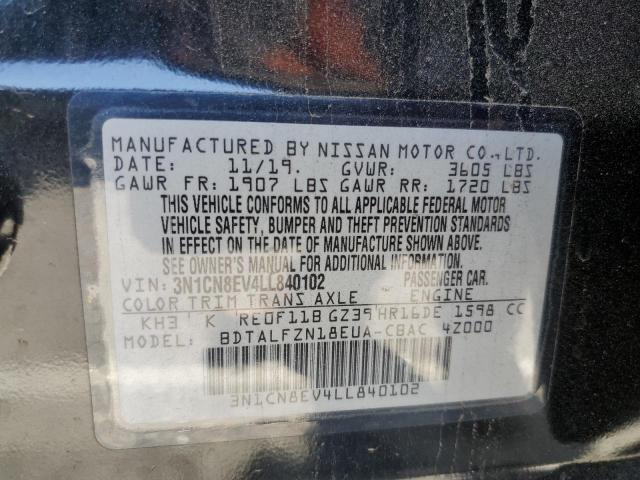 MANUFACTURED BY NISSAN MOTOR CO., LTD.
DATE: 11/19. GVWR: 3605 LBS
GAWR FR: 1907 LBS GAWR RR: 1720 LBS
THIS VEHICLE CONFORMS TO ALL APPLICABLE FEDERAL MOTOR
VEHICLE SAFETY, BUMPER AND THEFT PREVENTION STANDARDS
IN EFFECT ON THE DATE OF MANUFACTURE SHOWN ABOVE.
SEE OWNER'S MANUAL FOR ADDITIONAL INFORMATION.
VIN: 3N1CN8EV4LL840102 PASSENGER CAR.
COLOR TRIM TRANS AXLE ENGINE
KH3 K RE0F11B GZ39 HR16DE 1598 CC
MODEL: BDTALFZN18EUA-CBAC 4Z000
3N1CN8EV4LL840102